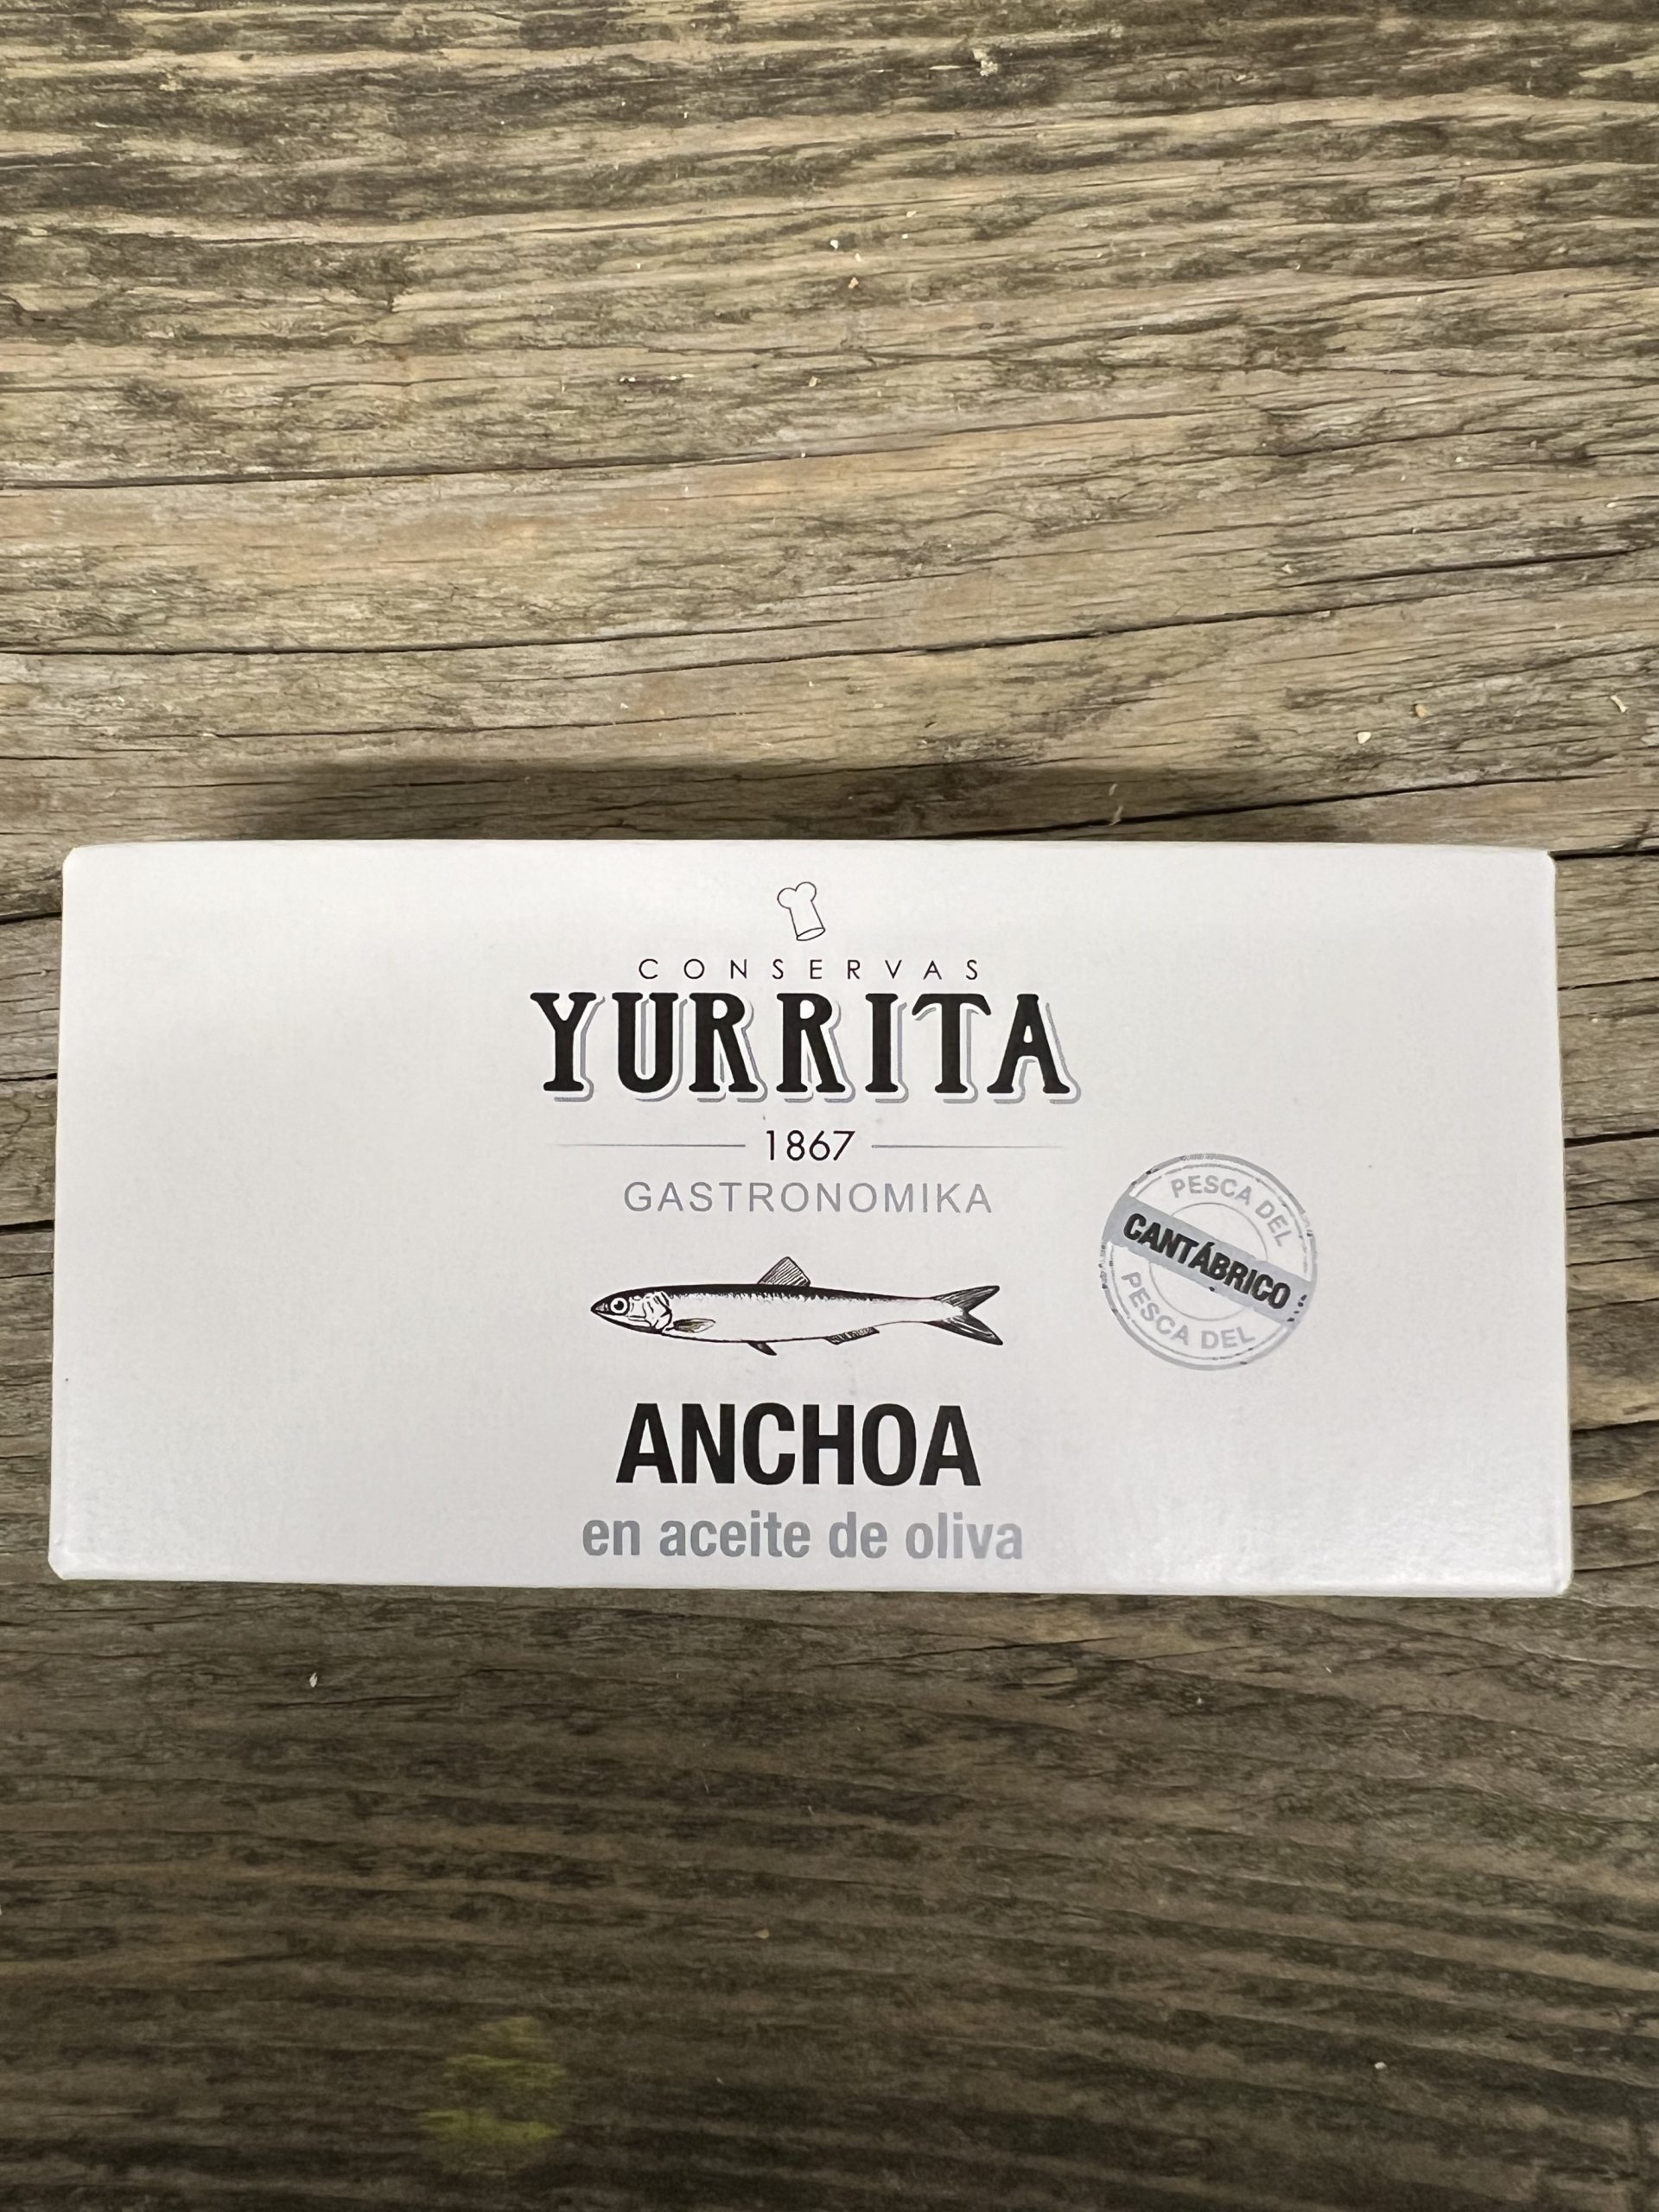 CONSERVAS
YURRITA
1867
GASTRONOMIKA
PESCA DEL
CANTÁBRICO
PESCA DEL
ANCHOA
en aceite de oliva